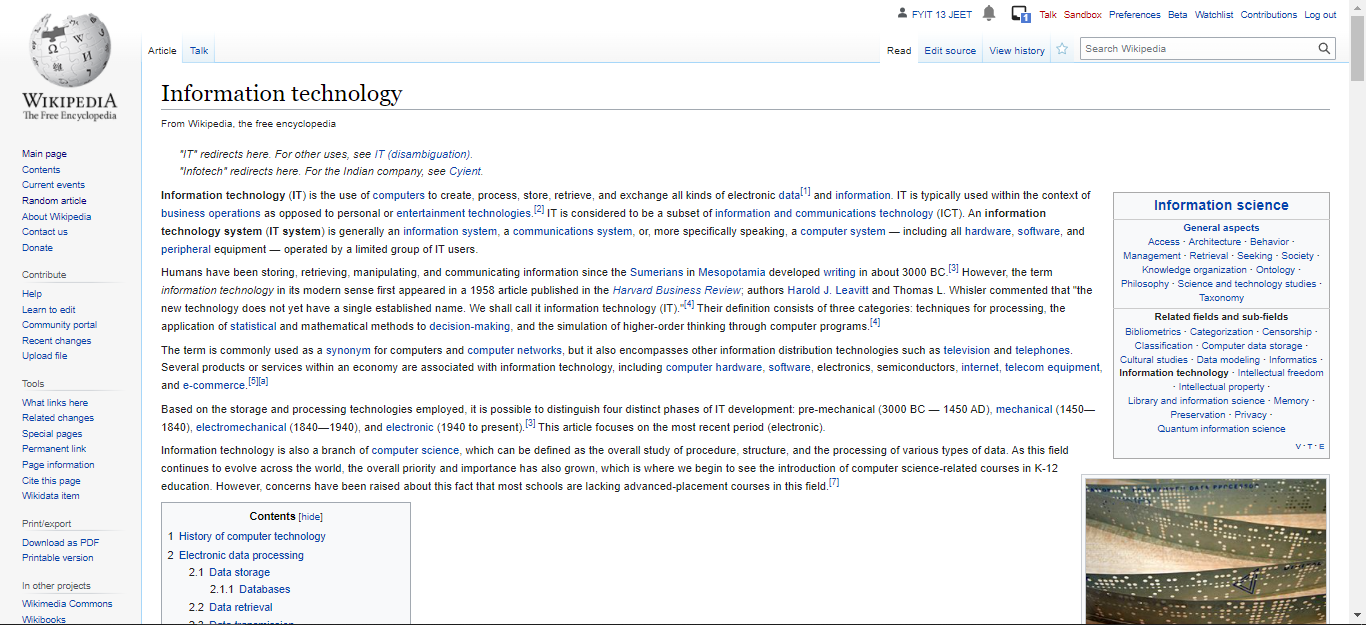 FYIT 13 JEET 1 Talk Sandbox Preferences Beta Watchlist Contributions Log out
Article Talk Read Edit source View history Search Wikipedia
WIKIPEDIA
The Free Encyclopedia
Main page
Contents
Current events
Random article
About Wikipedia
Contact us
Donate
Contribute
Help
Learn to edit
Community portal
Recent changes
Upload file
Tools
What links here
Related changes
Special pages
Permanent link
Page information
Cite this page
Wikidata item
Print/export
Download as PDF
Printable version
In other projects
Wikimedia Commons
Wikibooks
Information technology
From Wikipedia, the free encyclopedia
"IT" redirects here. For other uses, see IT (disambiguation).
"Infotech" redirects here. For the Indian company, see Cyient.
Information technology (IT) is the use of computers to create, process, store, retrieve, and exchange all kinds of electronic data[1] and information. IT is typically used within the context of
business operations as opposed to personal or entertainment technologies.[2] IT is considered to be a subset of information and communications technology (ICT). An information
technology system (IT system) is generally an information system, a communications system, or, more specifically speaking, a computer system — including all hardware, software, and
peripheral equipment — operated by a limited group of IT users.
Humans have been storing, retrieving, manipulating, and communicating information since the Sumerians in Mesopotamia developed writing in about 3000 BC.[3] However, the term
information technology in its modern sense first appeared in a 1958 article published in the Harvard Business Review; authors Harold J. Leavitt and Thomas L. Whisler commented that "the
new technology does not yet have a single established name. We shall call it information technology (IT)."[4] Their definition consists of three categories: techniques for processing, the
application of statistical and mathematical methods to decision-making, and the simulation of higher-order thinking through computer programs.[4]
The term is commonly used as a synonym for computers and computer networks, but it also encompasses other information distribution technologies such as television and telephones.
Several products or services within an economy are associated with information technology, including computer hardware, software, electronics, semiconductors, internet, telecom equipment,
and e-commerce.[5][a]
Based on the storage and processing technologies employed, it is possible to distinguish four distinct phases of IT development: pre-mechanical (3000 BC — 1450 AD), mechanical (1450—
1840), electromechanical (1840—1940), and electronic (1940 to present).[3] This article focuses on the most recent period (electronic).
Information technology is also a branch of computer science, which can be defined as the overall study of procedure, structure, and the processing of various types of data. As this field
continues to evolve across the world, the overall priority and importance has also grown, which is where we begin to see the introduction of computer science-related courses in K-12
education. However, concerns have been raised about this fact that most schools are lacking advanced-placement courses in this field.[7]
Contents [hide]
1 History of computer technology
2 Electronic data processing
2.1 Data storage
2.1.1 Databases
2.2 Data retrieval
2.3 Data transmission
Information science
General aspects
Access · Architecture · Behavior ·
Management · Retrieval · Seeking · Society ·
Knowledge organization · Ontology ·
Philosophy · Science and technology studies ·
Taxonomy
Related fields and sub-fields
Bibliometrics · Categorization · Censorship ·
Classification · Computer data storage ·
Cultural studies · Data modeling · Informatics ·
Information technology · Intellectual freedom
· Intellectual property ·
Library and information science · Memory ·
Preservation · Privacy ·
Quantum information science
V · T · E
DATA PROCESSOR